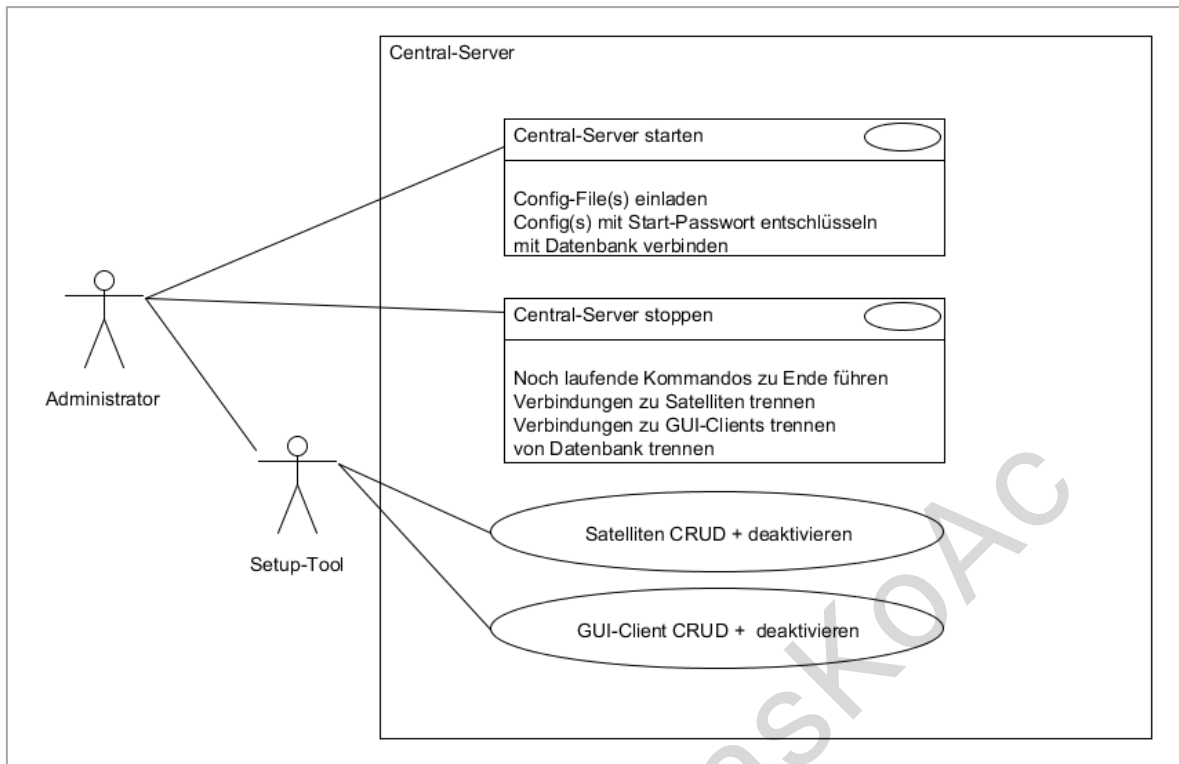 Central-Server
Central-Server starten
Config-File(s) einladen
Config(s) mit Start-Passwort entschlüsseln
mit Datenbank verbinden
Central-Server stoppen
Noch laufende Kommandos zu Ende führen
Verbindungen zu Satelliten trennen
Verbindungen zu GUI-Clients trennen
von Datenbank trennen
Administrator
Setup-Tool
Satelliten CRUD + deaktivieren
GUI-Client CRUD + deaktivieren